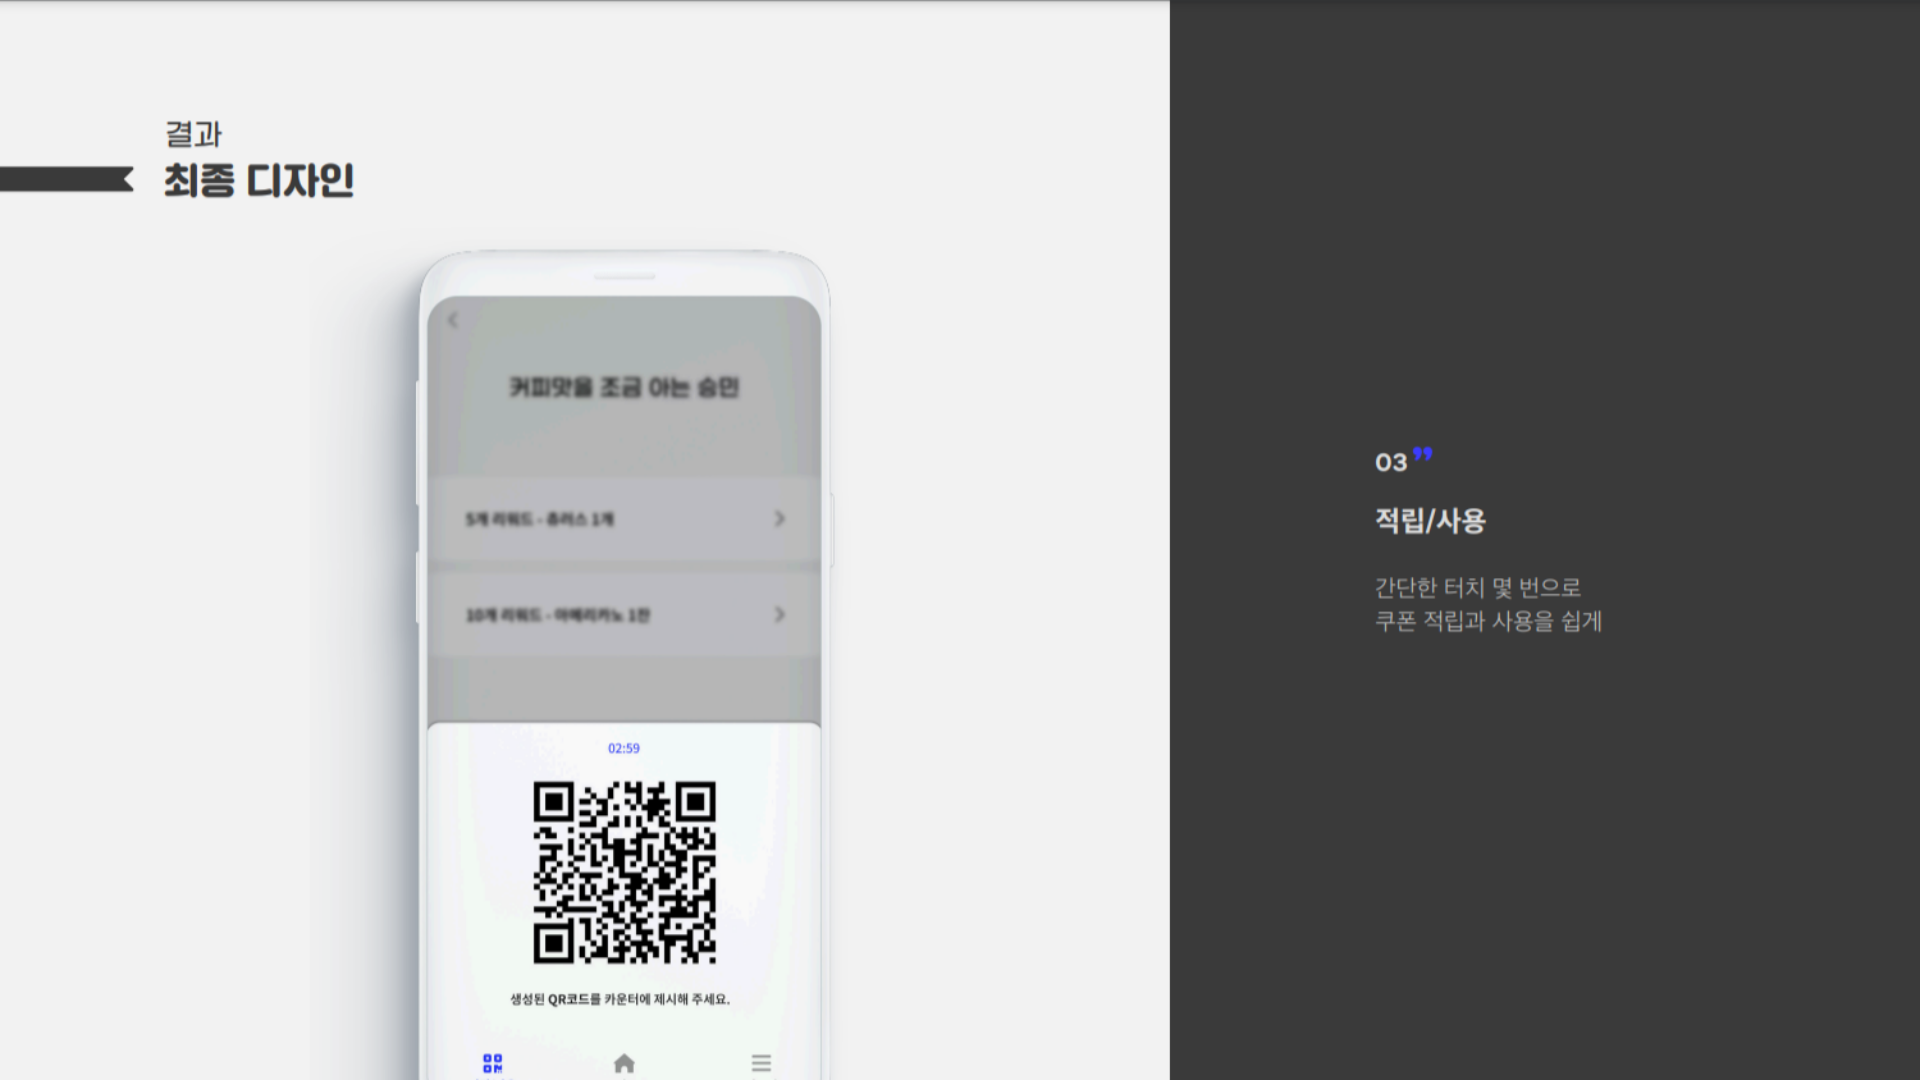 결과
최종 디자인
커피맛을 조금 아는 승민
5개 리워드 - 츄러스 1개
10개 리워드 - 아메리카노 1잔
02:59
생성된 QR코드를 카운터에 제시해 주세요.
03
적립/사용
간단한 터치 몇 번으로
쿠폰 적립과 사용을 쉽게